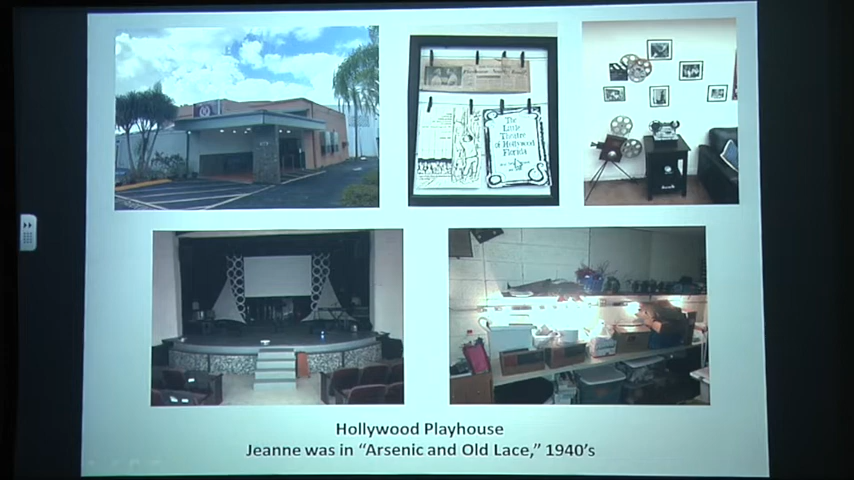 The
Little
Theatre
of Hollywood
Florida
Hollywood Playhouse
Jeanne was in “Arsenic and Old Lace,” 1940’s